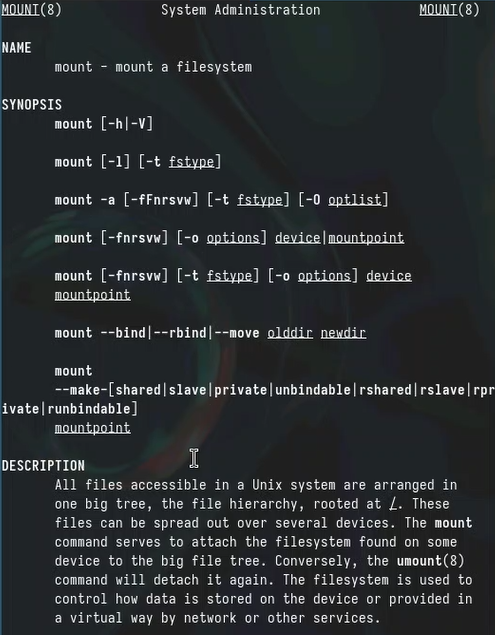 MOUNT(8) System Administration MOUNT(8)
NAME
mount - mount a filesystem
SYNOPSIS
mount [-h|-V]
mount [-l] [-t fstype]
mount -a [-fFnrsvw] [-t fstype] [-O optlist]
mount [-fnrsvw] [-o options] device|mountpoint
mount [-fnrsvw] [-t fstype] [-o options] device
mountpoint
mount --bind|--rbind|--move olddir newdir
mount
--make-[shared|slave|private|unbindable|rshared|rslave|rpr
ivate|runbindable]
mountpoint
DESCRIPTION
All files accessible in a Unix system are arranged in
one big tree, the file hierarchy, rooted at /. These
files can be spread out over several devices. The mount
command serves to attach the filesystem found on some
device to the big file tree. Conversely, the umount(8)
command will detach it again. The filesystem is used to
control how data is stored on the device or provided in
a virtual way by network or other services.